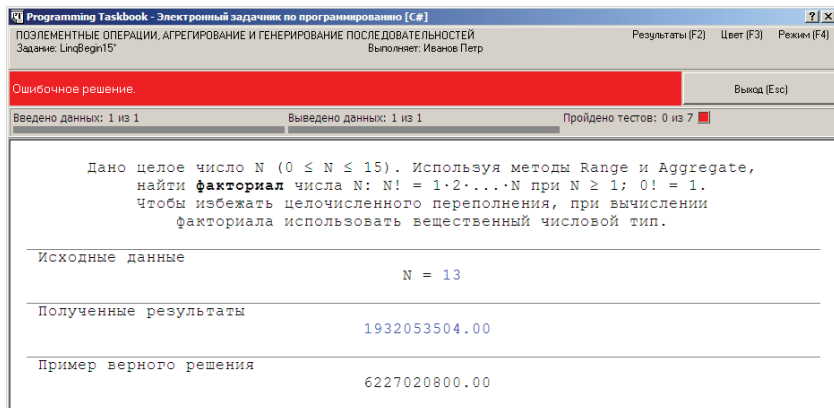 Programming Taskbook - Электронный задачник по программированию [C#]
ПОЭЛЕМЕНТНЫЕ ОПЕРАЦИИ, АГРЕГИРОВАНИЕ И ГЕНЕРИРОВАНИЕ ПОСЛЕДОВАТЕЛЬНОСТЕЙ
Результаты (F2) Цвет (F3) Режим (F4)
Задание: LinqBegin15° Выполняет: Иванов Петр
Ошибочное решение. Выход (Esc)
Введено данных: 1 из 1 Выведено данных: 1 из 1 Пройдено тестов: 0 из 7
Дано целое число N (0 ≤ N ≤ 15). Используя методы Range и Aggregate,
найти факториал числа N: N! = 1·2·...·N при N ≥ 1; 0! = 1.
Чтобы избежать целочисленного переполнения, при вычислении
факториала использовать вещественный числовой тип.
Исходные данные
N = 13
Полученные результаты
1932053504.00
Пример верного решения
6227020800.00